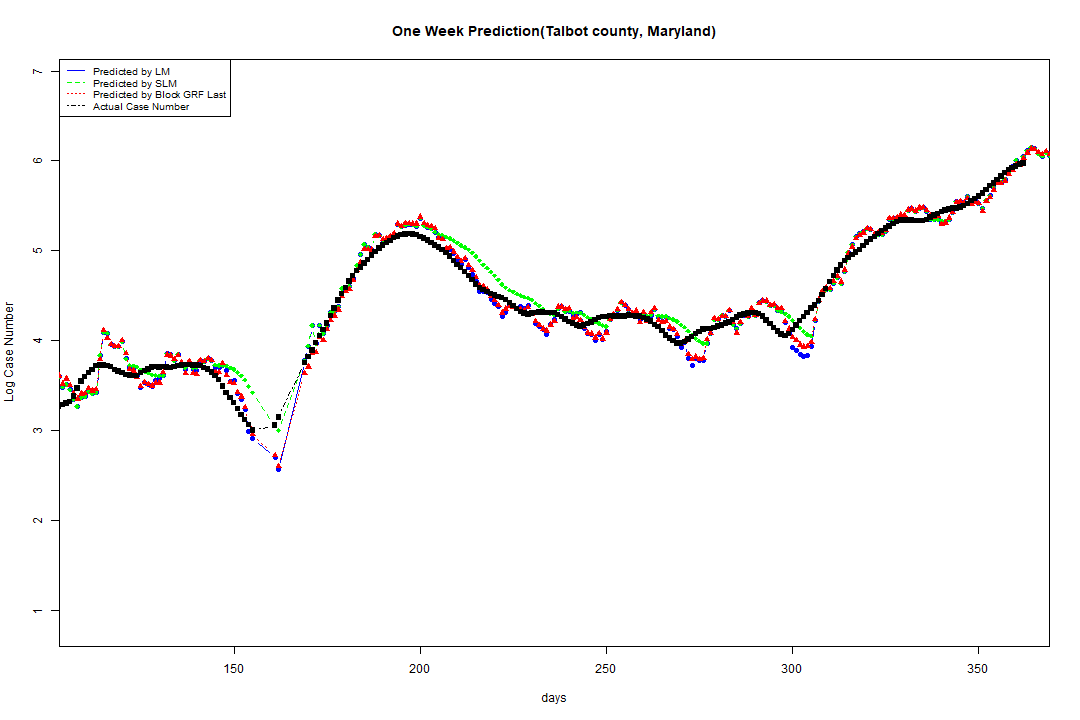 One Week Prediction(Talbot county, Maryland)
Predicted by LM
Predicted by SLM
Predicted by Block GRF Last
Actual Case Number
Log Case Number
7
6
5
4
3
2
1
150 200 250 300 350
days